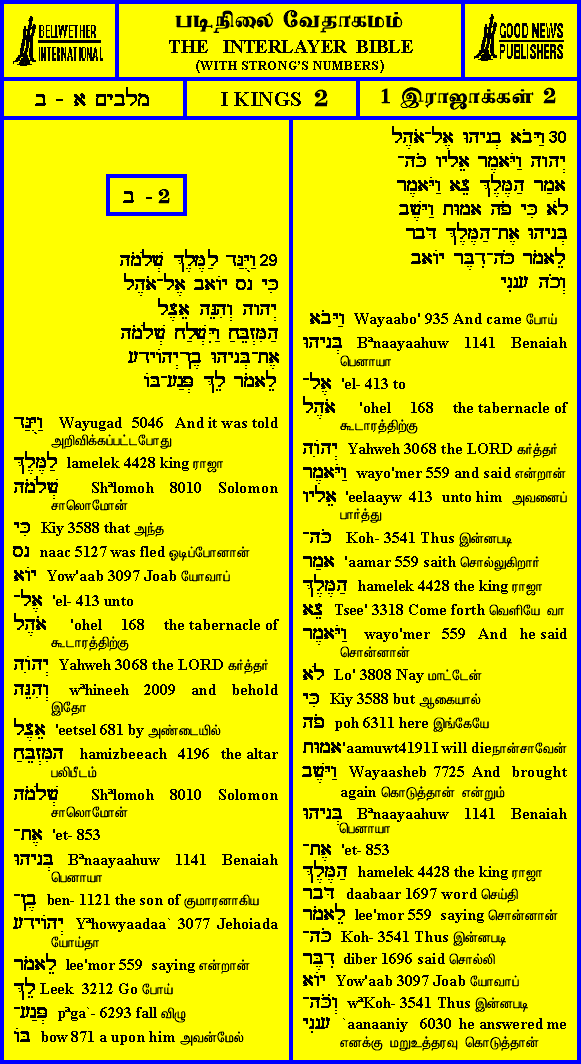 BELLWETHER
INTERNATIONAL
படிநிலை வேதாகமம்
THE INTERLAYER BIBLE
(WITH STRONG'S NUMBERS)
GOOD NEWS
PUBLISHERS
מלכים א - ב
I KINGS 2
1 இராஜாக்கள் 2
ב - 2
29 וַיֻּגַּד לַמֶּלֶךְ שְׁלֹמֹה
כִּי נָס יוֹאָב אֶל־אֹהֶל
יְהוָה וְהִנֵּה אֵצֶל
הַמִּזְבֵּחַ וַיִּשְׁלַח שְׁלֹמֹה
אֶת־בְּנָיָהוּ בֶן־יְהוֹיָדָע
לֵאמֹר לֵךְ פְּגַע־בּוֹ
וַיֻּגַּד Wayugad 5046 And it was told
அறிவிக்கப்பட்டபோது
לַמֶּלֶךְ lamelek 4428 king ராஜா
שְׁלֹמֹה Shᵃlomoh 8010 Solomon
சாலொமோன்
כִּי Kiy 3588 that அந்த
נָס naac 5127 was fled ஓடிப்போனான்
יוֹא Yow'aab 3097 Joab யோவாப்
אֶל־ 'el- 413 unto
אֹהֶל 'ohel 168 the tabernacle of
கூடாரத்திற்கு
יְהוָה Yahweh 3068 the LORD கர்த்தர்
וְהִנֵּה wᵃhineeh 2009 and behold
இதோ
אֵצֶל 'eetsel 681 by அண்டையில்
הַמִּזְבֵּחַ hamizbeeach 4196 the altar
பலிபீடம்
שְׁלֹמֹה Shᵃlomoh 8010 Solomon
சாலொமோன்
אֶת־ 'et- 853
בְּנָיָהוּ Bᵃnaayaahuw 1141 Benaiah
பெனாயா
בֶן־ ben- 1121 the son of குமாரனாகிய
יְהוֹיָדָע Yᵃhowyaadaa` 3077 Jehoiada
யோய்தா
לֵאמֹר lee'mor 559 saying என்றான்
לֵךְ Leek 3212 Go போய்
פְּגַע־ pᵃga`- 6293 fall விழு
בּוֹ bow 871 a upon him அவன்மேல்
30 וַיָּבֹא בְנָיָהוּ אֶל־אֹהֶל
יְהוָה וַיֹּאמֶר אֵלָיו כֹּה־
אָמַר הַמֶּלֶךְ צֵא וַיֹּאמֶר
לֹא כִּי פֹה אָמוּת וַיָּשֶׁב
בְּנָיָהוּ אֶת־הַמֶּלֶךְ דָּבָר
לֵאמֹר כֹּה־דִבֶּר יוֹאָב
וְכֹה עָנָנִי
וַיָּבֹא Wayaabo' 935 And came போய்
בְּנָיָהוּ Bᵃnaayaahuw 1141 Benaiah
பெனாயா
אֶל־ 'el- 413 to
אֹהֶל 'ohel 168 the tabernacle of
கூடாரத்திற்கு
יְהוָה Yahweh 3068 the LORD கர்த்தர்
וַיֹּאמֶר wayo'mer 559 and said என்றான்
אֵלָיו 'eelaayw 413 unto him அவனைப்
பார்த்து
כֹּה־ Koh- 3541 Thus இன்னபடி
אָמַר 'aamar 559 saith சொல்லுகிறார்
הַמֶּלֶךְ hamelek 4428 the king ராஜா
צֵא Tsee' 3318 Come forth வெளியே வா
וַיֹּאמֶר wayo'mer 559 And he said
சொன்னான்
לֹא Lo' 3808 Nay மாட்டேன்
כִּי Kiy 3588 but ஆகையால்
פֹה poh 6311 here இங்கேயே
אָמוּת 'aamuwt4191I will dieநான்சாவேன்
וַיָּשֶׁב Wayaasheb 7725 And brought
again கொடுத்தான் என்றும்
בְּנָיָהוּ Bᵃnaayaahuw 1141 Benaiah
பெனாயா
אֶת־ 'et- 853
הַמֶּלֶךְ hamelek 4428 the king ராஜா
דָּבָר daabaar 1697 word செய்தி
לֵאמֹר lee'mor 559 saying சொன்னான்
כֹּה־ Koh- 3541 Thus இன்னபடி
דִבֶּר diber 1696 said சொல்லி
יוֹא Yow'aab 3097 Joab யோவாப்
וְכֹה־ wᵃKoh- 3541 Thus இன்னபடி
עָנָנִי `aanaaniy 6030 he answered me
எனக்கு மறுஉத்தரவு கொடுத்தான்